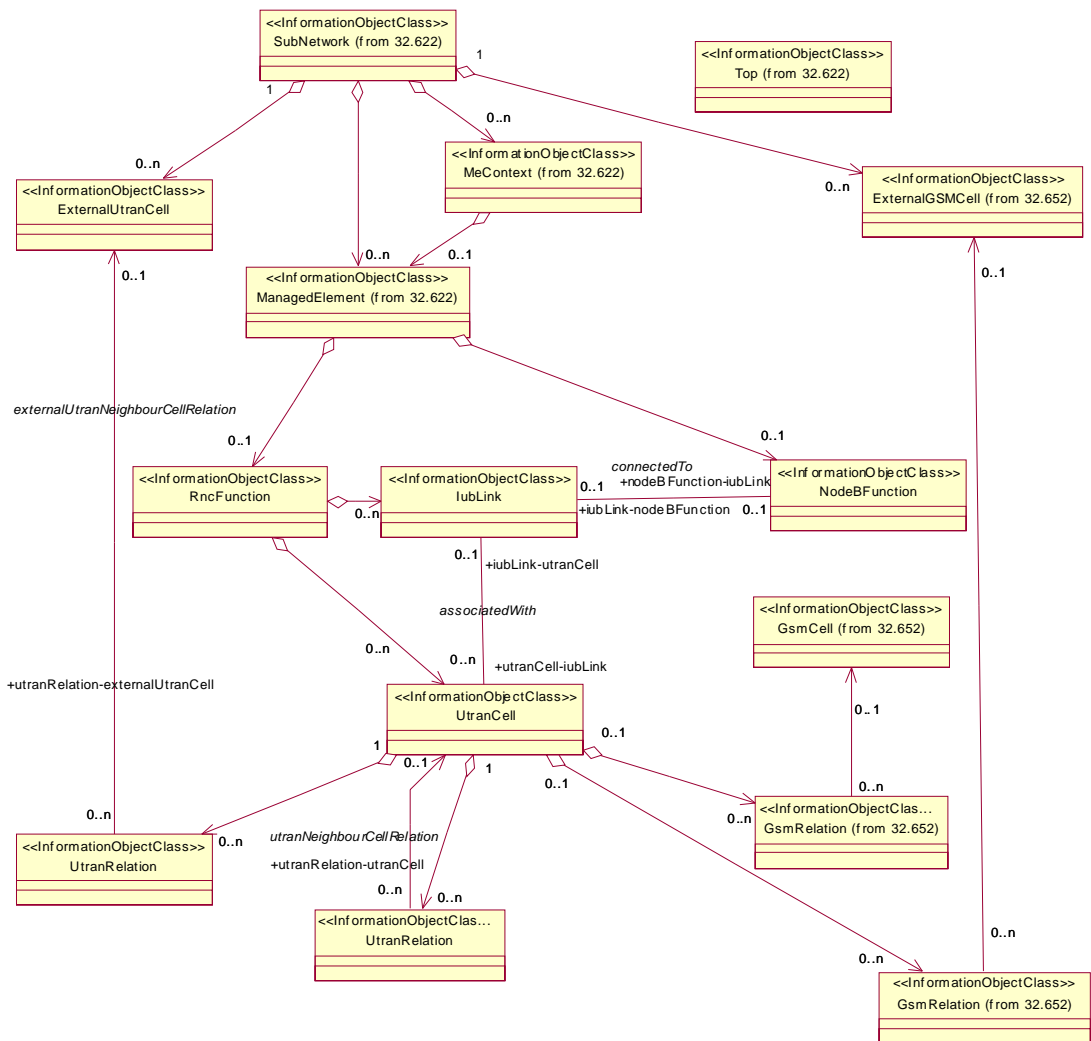 <<InformationObjectClass>>
SubNetwork (from 32.622)
1
1
<<InformationObjectClass>>
Top (from 32.622)
0..n
0..n
0..n
<<InformationObjectClass>>
MeContext (from 32.622)
<<InformationObjectClass>>
ExternalUtranCell
<<InformationObjectClass>>
ExternalGSMCell (from 32.652)
0..n
0..1
0..1
0..1
<<InformationObjectClass>>
ManagedElement (from 32.622)
externalUtranNeighbourCellRelation
0..1
0..1
<<InformationObjectClass>>
RncFunction
0..n
<<InformationObjectClass>>
IubLink
connectedTo
+nodeBFunction-iubLink
0..1
+iubLink-nodeBFunction
0..1
<<InformationObjectClass>>
NodeBFunction
0..1
+iubLink-utranCell
associatedWith
<<InformationObjectClass>>
GsmCell (from 32.652)
0..n
0..n
+utranCell-iubLink
+utranRelation-externalUtranCell
<<InformationObjectClass>>
UtranCell
0..1
0..1
1
0..1
1
0..1
0..n
0..n
<<InformationObjectClas...
GsmRelation (from 32.652)
0..n
0..n
<<InformationObjectClass>>
UtranRelation
utranNeighbourCellRelation
+utranRelation-utranCell
0..n
0..n
<<InformationObjectClas...
UtranRelation
0..n
0..n
<<InformationObjectClass>>
GsmRelation (from 32.652)